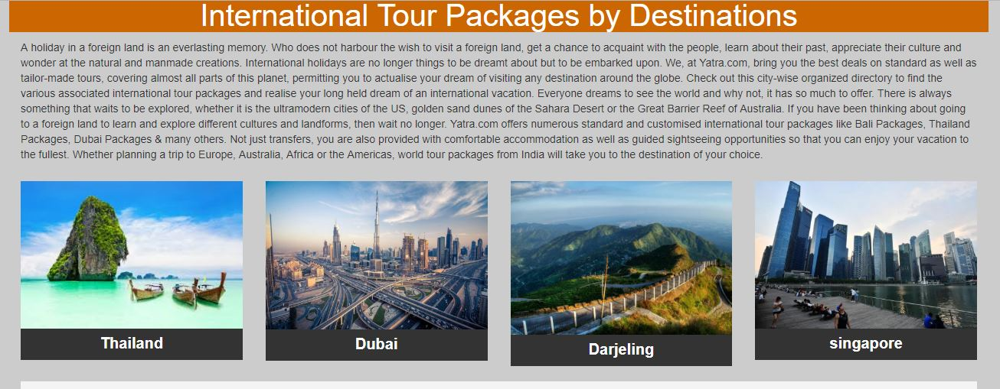 International Tour Packages by Destinations
A holiday in a foreign land is an everlasting memory. Who does not harbour the wish to visit a foreign land, get a chance to acquaint with the people, learn about their past, appreciate their culture and
wonder at the natural and manmade creations. International holidays are no longer things to be dreamt about but to be embarked upon. We, at Yatra.com, bring you the best deals on standard as well as
tailor-made tours, covering almost all parts of this planet, permitting you to actualise your dream of visiting any destination around the globe. Check out this city-wise organized directory to find the
various associated international tour packages and realise your long held dream of an international vacation. Everyone dreams to see the world and why not, it has so much to offer. There is always
something that waits to be explored, whether it is the ultramodern cities of the US, golden sand dunes of the Sahara Desert or the Great Barrier Reef of Australia. If you have been thinking about going
to a foreign land to learn and explore different cultures and landforms, then wait no longer. Yatra.com offers numerous standard and customised international tour packages like Bali Packages, Thailand
Packages, Dubai Packages & many others. Not just transfers, you are also provided with comfortable accommodation as well as guided sightseeing opportunities so that you can enjoy your vacation to
the fullest. Whether planning a trip to Europe, Australia, Africa or the Americas, world tour packages from India will take you to the destination of your choice.
Thailand
Dubai
Darjeling
singapore